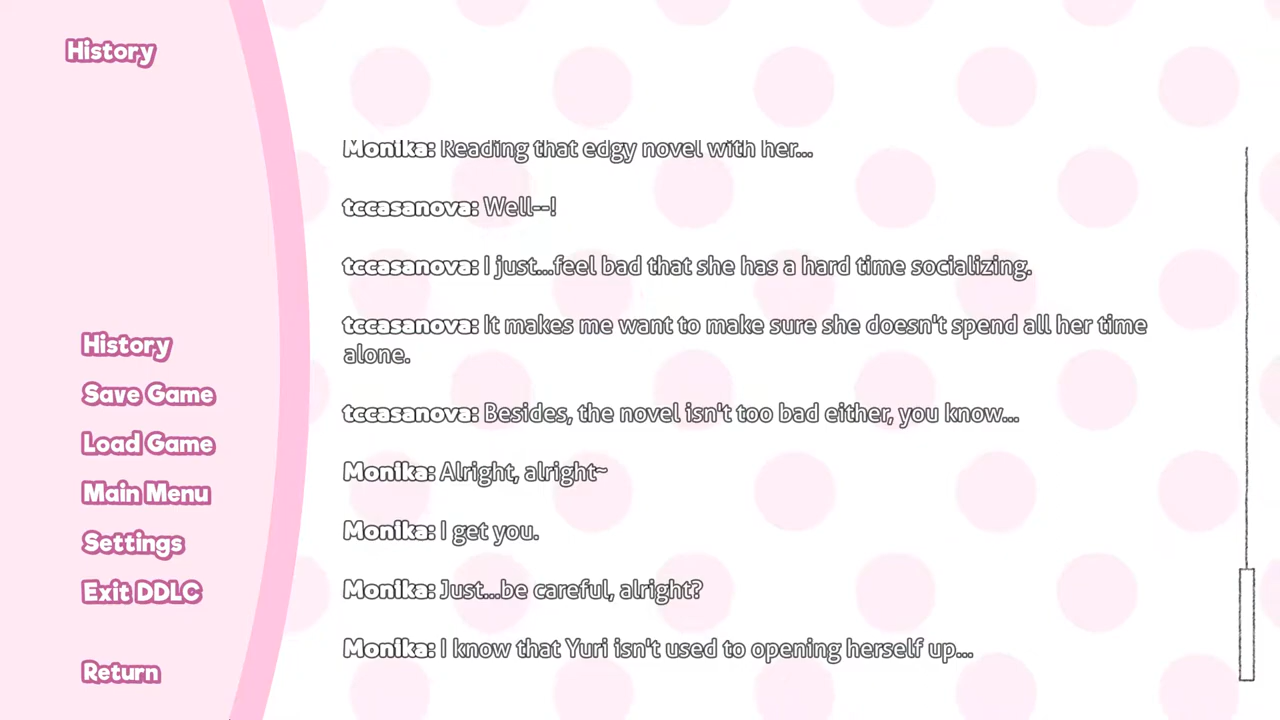 History
Monika: Reading that edgy novel with her...
tccasanova: Well--!
tccasanova: I just...feel bad that she has a hard time socializing.
tccasanova: It makes me want to make sure she doesn't spend all her time
alone.
tccasanova: Besides, the novel isn't too bad either, you know...
Monika: Alright, alright~
Monika: I get you.
Monika: Just...be careful, alright?
Monika: I know that Yuri isn't used to opening herself up...
History
Save Game
Load Game
Main Menu
Settings
Exit DDLC
Return